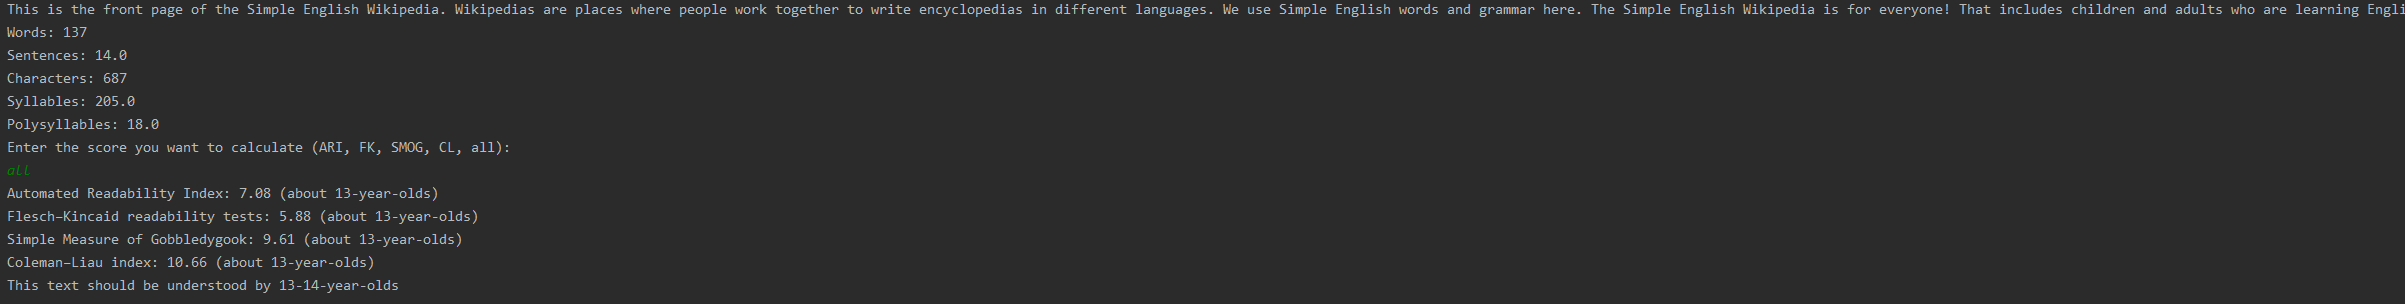 This is the front page of the Simple English Wikipedia. Wikipedias are places where people work together to write encyclopedias in different languages. We use Simple English words and grammar here. The Simple English Wikipedia is for everyone! That includes children and adults who are learning Engli
Words: 137
Sentences: 14.0
Characters: 687
Syllables: 205.0
Polysyllables: 18.0
Enter the score you want to calculate (ARI, FK, SMOG, CL, all):
all
Automated Readability Index: 7.08 (about 13-year-olds)
Flesch–Kincaid readability tests: 5.88 (about 13-year-olds)
Simple Measure of Gobbledygook: 9.61 (about 13-year-olds)
Coleman–Liau index: 10.66 (about 13-year-olds)
This text should be understood by 13-14-year-olds